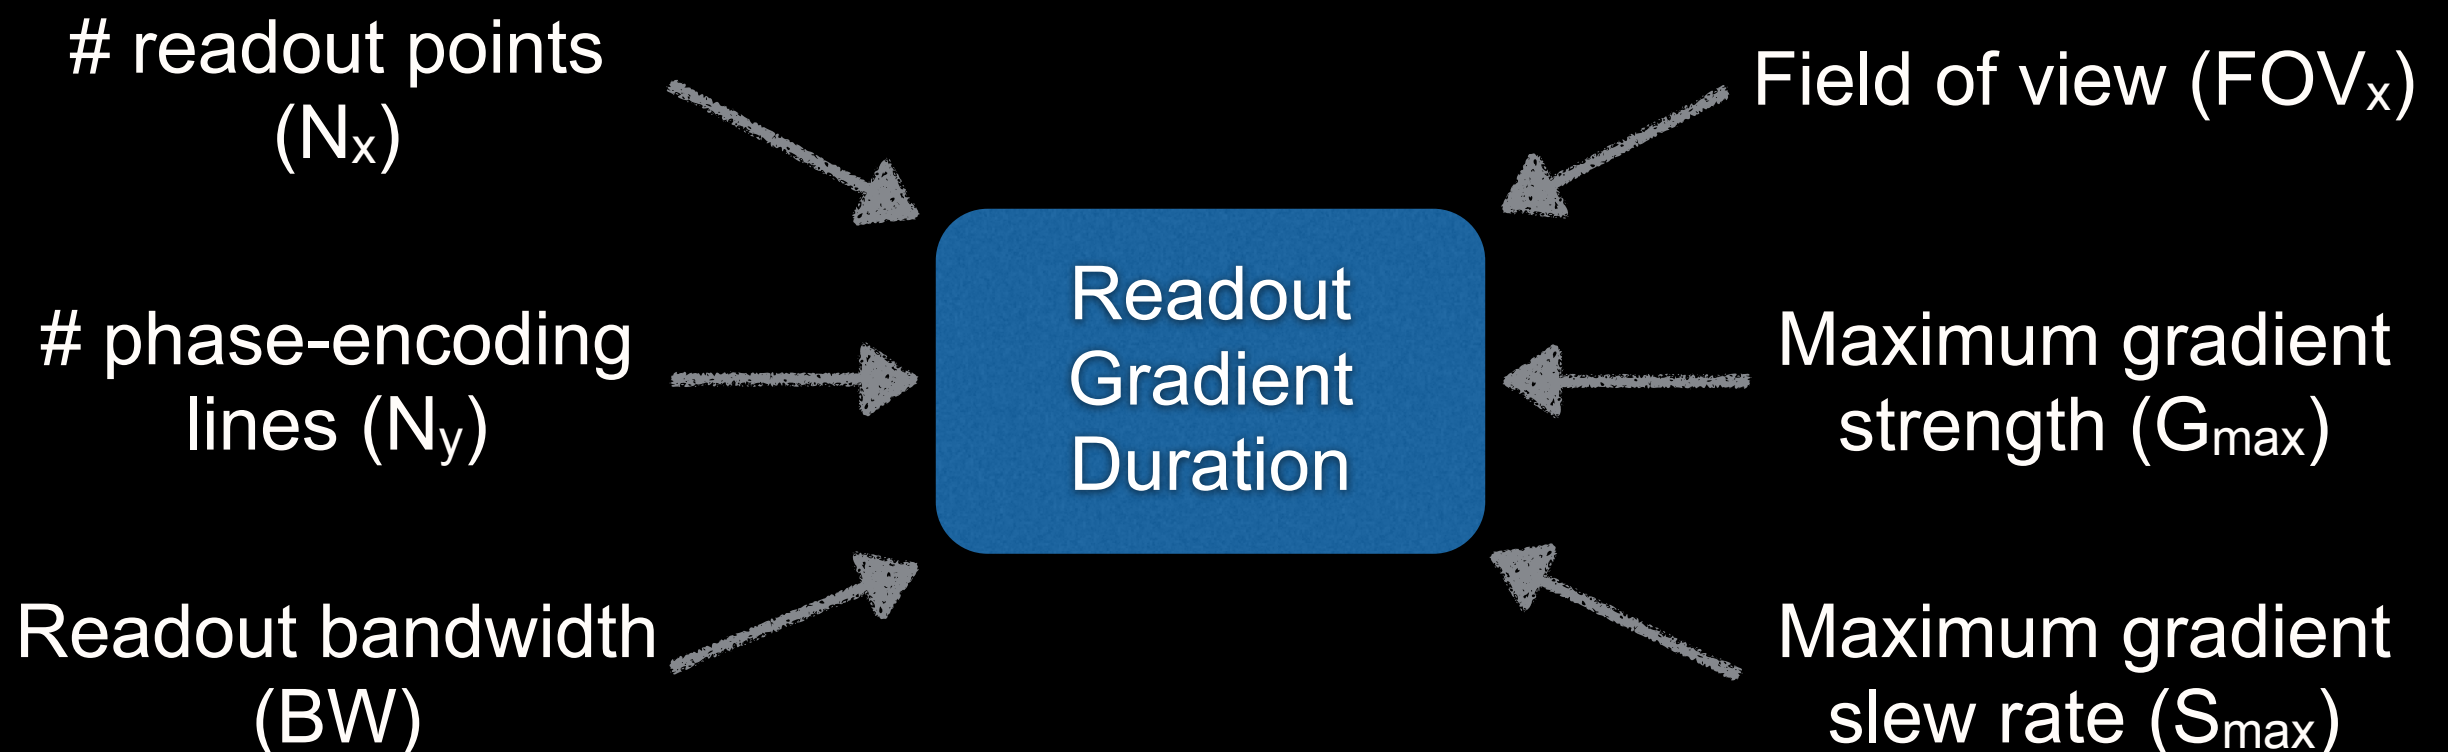 # readout points
(Nx)
# phase-encoding
lines (Ny)
Readout bandwidth
(BW)
Readout
Gradient
Duration
Field of view (FOVx)
Maximum gradient
strength (Gmax)
Maximum gradient
slew rate (Smax)